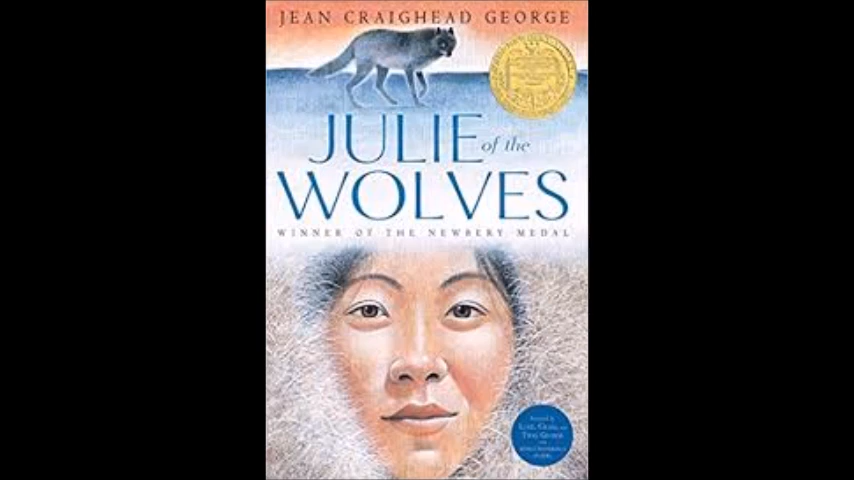 JEAN CRAIGHEAD GEORGE
JULIE of the
WOLVES
WINNER OF THE NEWBERY MEDAL